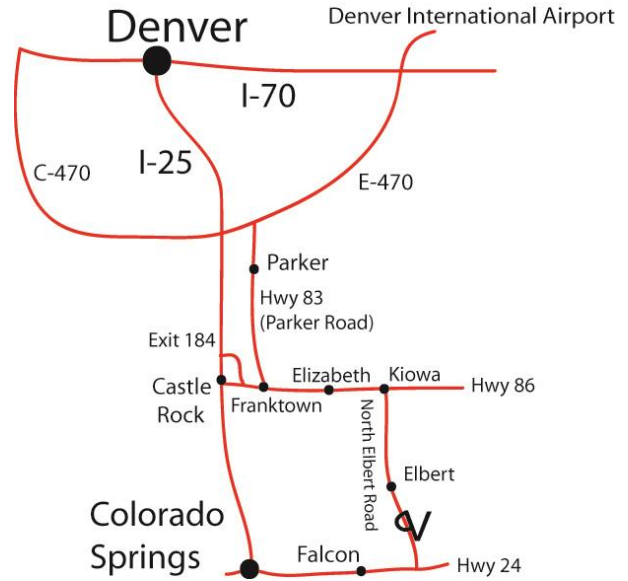 Denver International Airport
Denver
I-70
I-25
C-470
E-470
Parker
Hwy 83
(Parker Road)
Exit 184
Elizabeth
Kiowa
Hwy 86
Castle
Rock
Franktown
North Elbert Road
Elbert
Colorado
Springs
Falcon
Hwy 24